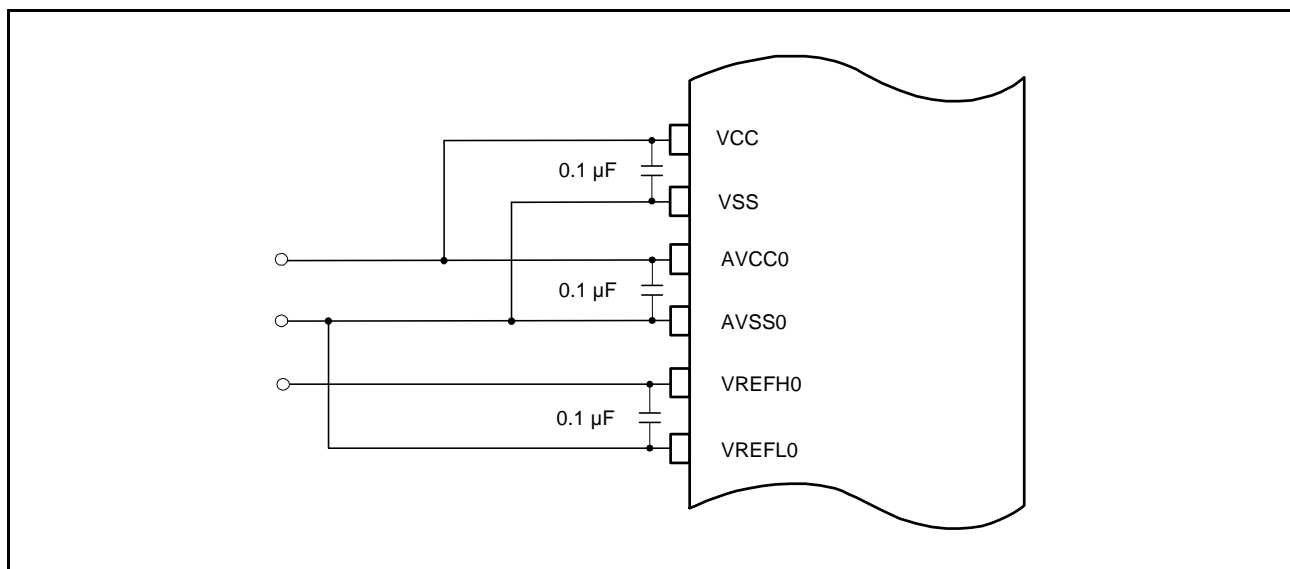 VCC
0.1 µF
VSS
AVCC0
0.1 µF
AVSS0
VREFH0
0.1 µF
VREFL0